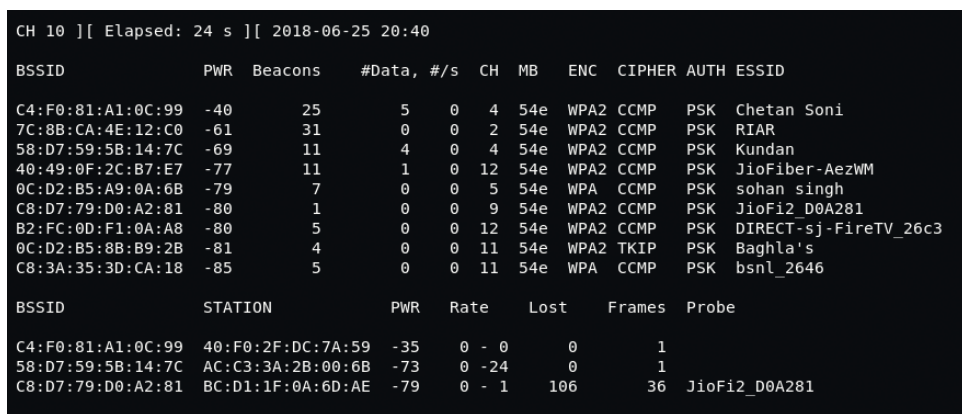 CH 10 ][ Elapsed: 24 s ][ 2018-06-25 20:40
BSSID PWR Beacons #Data, #/s CH MB ENC CIPHER AUTH ESSID
C4:F0:81:A1:0C:99 -40 25 5 0 4 54e WPA2 CCMP PSK Chetan Soni
7C:8B:CA:4E:12:C0 -61 31 0 0 2 54e WPA2 CCMP PSK RIAR
58:D7:59:5B:14:7C -69 11 4 0 4 54e WPA2 CCMP PSK Kundan
40:49:0F:2C:B7:E7 -77 11 1 0 12 54e WPA2 CCMP PSK JioFiber-AezWM
0C:D2:B5:A9:0A:6B -79 7 0 0 5 54e WPA CCMP PSK sohan singh
C8:D7:79:D0:A2:81 -80 1 0 0 9 54e WPA2 CCMP PSK JioFi2_D0A281
B2:FC:0D:F1:0A:A8 -80 5 0 0 12 54e WPA2 CCMP PSK DIRECT-sj-FireTV_26c3
0C:D2:B5:8B:B9:2B -81 4 0 0 11 54e WPA2 TKIP PSK Baghla's
C8:3A:35:3D:CA:18 -85 5 0 0 11 54e WPA CCMP PSK bsnl_2646
BSSID STATION PWR Rate Lost Frames Probe
C4:F0:81:A1:0C:99 40:F0:2F:DC:7A:59 -35 0 - 0 0 1
58:D7:59:5B:14:7C AC:C3:3A:2B:00:6B -73 0 -24 0 1
C8:D7:79:D0:A2:81 BC:D1:1F:0A:6D:AE -79 0 - 1 106 36 JioFi2_D0A281